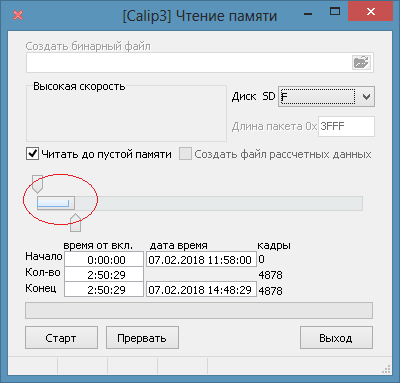 [Calip3] Чтение памяти
Создать бинарный файл
Высокая скорость
Диск SD F
Длина пакета 0x 3FFF
Читать до пустой памяти Создать файл рассчетных данных
время от вкл. дата время кадры
Начало 0:00:00 07.02.2018 11:58:00 0
Кол-во 2:50:29 4878
Конец 2:50:29 07.02.2018 14:48:29 4878
Старт Прервать Выход